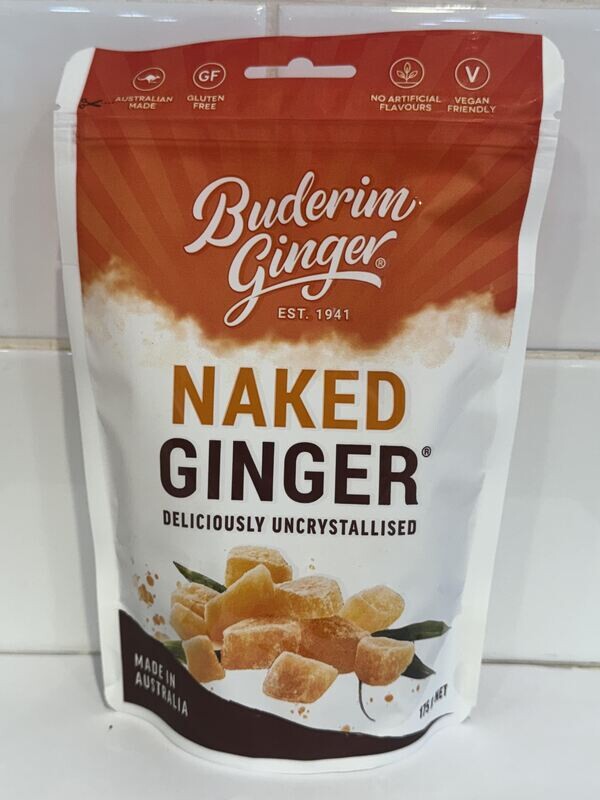 AUSTRALIAN
MADE
GF
GLUTEN
FREE
NO ARTIFICIAL
FLAVOURS
V
VEGAN
FRIENDLY
Buderim
Ginger®
EST. 1941
NAKED
GINGER®
DELICIOUSLY UNCRYSTALLISED
MADE IN
AUSTRALIA
NET